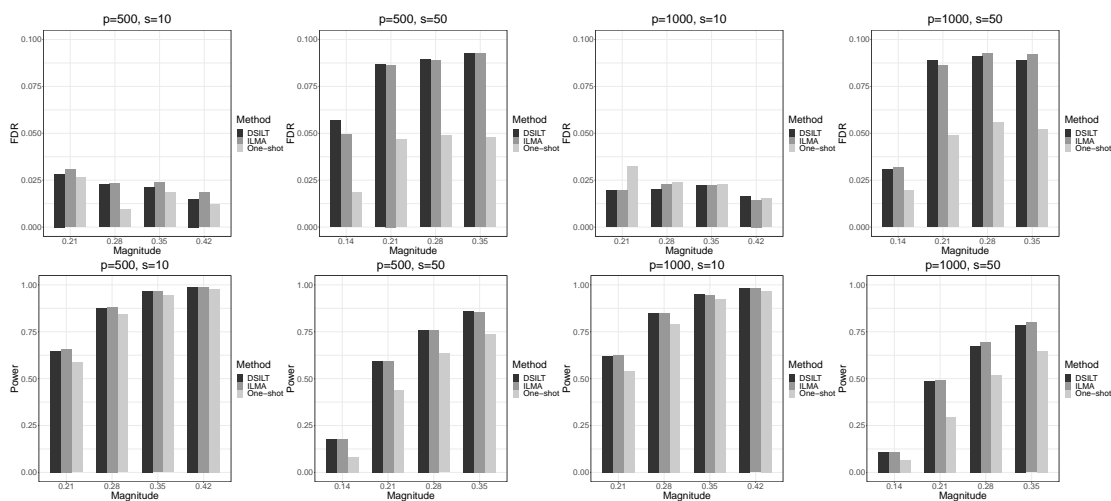 p=500, s=10
0.100
0.075
0.050
0.025
0.000
FDR
0.21 0.28 0.35 0.42
Magnitude
Method
DSILT
ILMA
One−shot
p=500, s=50
0.100
0.075
0.050
0.025
0.000
FDR
0.14 0.21 0.28 0.35
Magnitude
Method
DSILT
ILMA
One−shot
p=1000, s=10
0.100
0.075
0.050
0.025
0.000
FDR
0.21 0.28 0.35 0.42
Magnitude
Method
DSILT
ILMA
One−shot
p=1000, s=50
0.100
0.075
0.050
0.025
0.000
FDR
0.14 0.21 0.28 0.35
Magnitude
Method
DSILT
ILMA
One−shot
p=500, s=10
1.00
0.75
0.50
0.25
0.00
Power
0.21 0.28 0.35 0.42
Magnitude
Method
DSILT
ILMA
One−shot
p=500, s=50
1.00
0.75
0.50
0.25
0.00
Power
0.14 0.21 0.28 0.35
Magnitude
Method
DSILT
ILMA
One−shot
p=1000, s=10
1.00
0.75
0.50
0.25
0.00
Power
0.21 0.28 0.35 0.42
Magnitude
Method
DSILT
ILMA
One−shot
p=1000, s=50
1.00
0.75
0.50
0.25
0.00
Power
0.14 0.21 0.28 0.35
Magnitude
Method
DSILT
ILMA
One−shot